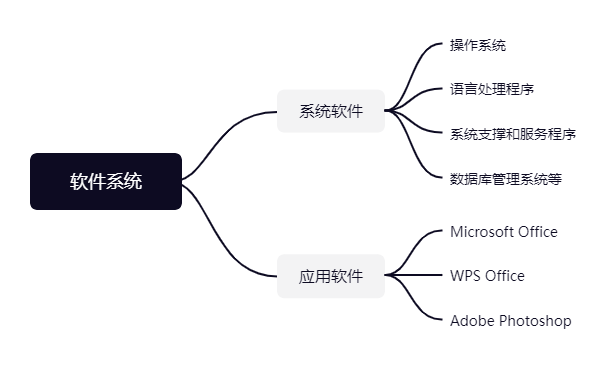 软件系统
系统软件
操作系统
语言处理程序
系统支撑和服务程序
数据库管理系统等
应用软件
Microsoft Office
WPS Office
Adobe Photoshop